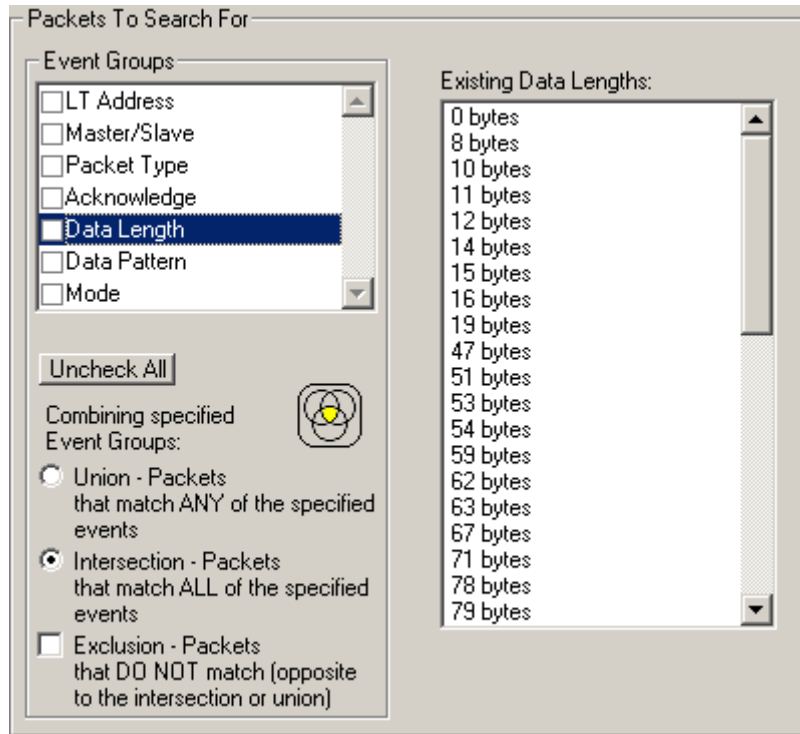 Packets To Search For
Event Groups
LT Address
Master/Slave
Packet Type
Acknowledge
Data Length
Data Pattern
Mode
Uncheck All
Combining specified
Event Groups:
Union - Packets
that match ANY of the specified
events
Intersection - Packets
that match ALL of the specified
events
Exclusion - Packets
that DO NOT match (opposite
to the intersection or union)
Existing Data Lengths:
0 bytes
8 bytes
10 bytes
11 bytes
12 bytes
14 bytes
15 bytes
16 bytes
19 bytes
47 bytes
51 bytes
53 bytes
54 bytes
59 bytes
62 bytes
63 bytes
67 bytes
71 bytes
78 bytes
79 bytes